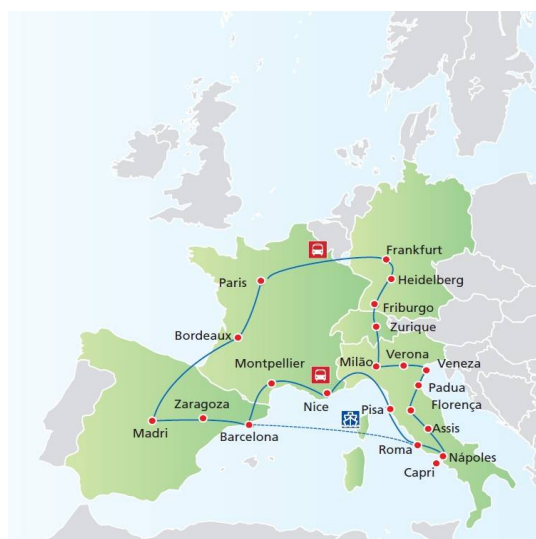 Frankfurt
Paris
Heidelberg
Friburgo
Zurique
Bordeaux
Montpellier
Milão
Verona
Veneza
Padua
Zaragoza
Nice
Pisa
Florença
Madri
Barcelona
Assis
Roma
Nápoles
Capri